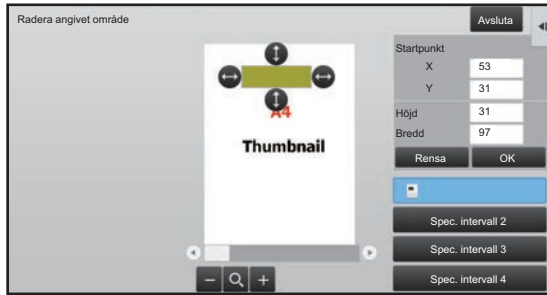 Radera angivet område
Avsluta
Startpunkt
X 53
Y 31
Höjd 31
Bredd 97
Rensa OK
A4
Thumbnail
Spec. intervall 2
Spec. intervall 3
Spec. intervall 4